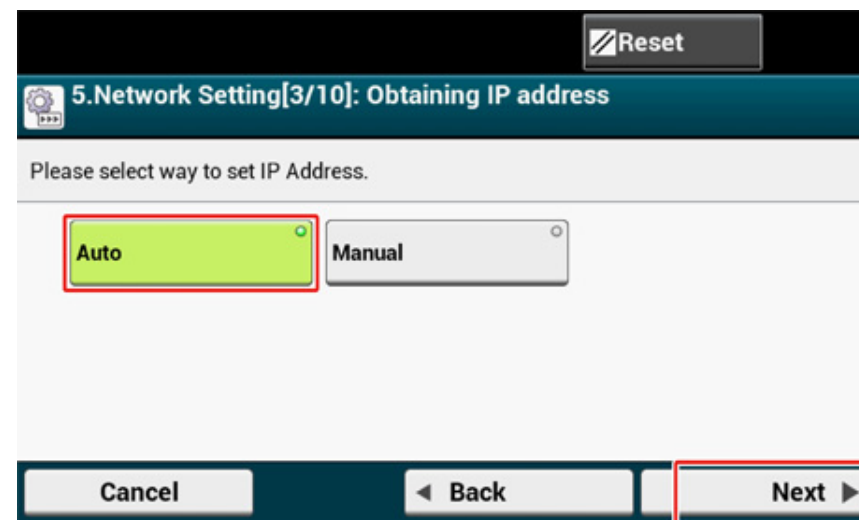 Reset
5.Network Setting[3/10]: Obtaining IP address
Please select way to set IP Address.
Auto Manual
Cancel Back Next